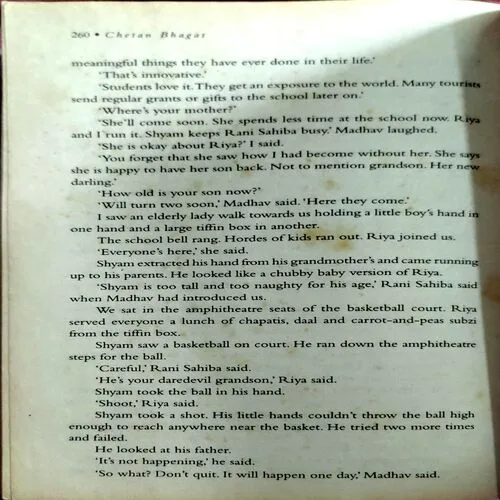 260 • Chetan Bhagat
meaningful things they have ever done in their life.’
‘That’s innovative.’
‘Students love it. They get an exposure to the world. Many tourists
send regular grants or gifts to the school later on.’
‘Where’s your mother?’
‘She’ll come soon. She spends less time at the school now. Riya
and I run it. Shyam keeps Rani Sahiba busy.’ Madhav laughed.
‘She is okay about Riya?’ I said.
‘You forget that she saw how I had become without her. She says
she is happy to have her son back. Not to mention grandson. Her new
darling.’
‘How old is your son now?’
‘Will turn two soon,’ Madhav said. ‘Here they come.’
I saw an elderly lady walk towards us holding a little boy’s hand in
one hand and a large tiffin box in another.
The school bell rang. Hordes of kids ran out. Riya joined us.
‘Everyone’s here,’ she said.
Shyam extracted his hand from his grandmother’s and came running
up to his parents. He looked like a chubby baby version of Riya.
‘Shyam is too tall and too naughty for his age,’ Rani Sahiba said
when Madhav had introduced us.
We sat in the amphitheatre seats of the basketball court. Riya
served everyone a lunch of chapatis, daal and carrot-and-peas subzi
from the tiffin box.
Shyam saw a basketball on court. He ran down the amphitheatre
steps for the ball.
‘Careful,’ Rani Sahiba said.
‘He’s your daredevil grandson,’ Riya said.
Shyam took the ball in his hand.
‘Shoot,’ Riya said.
Shyam took a shot. His little hands couldn’t throw the ball high
enough to reach anywhere near the basket. He tried two more times
and failed.
He looked at his father.
‘It’s not happening,’ he said.
‘So what? Don’t quit. It will happen one day,’ Madhav said.